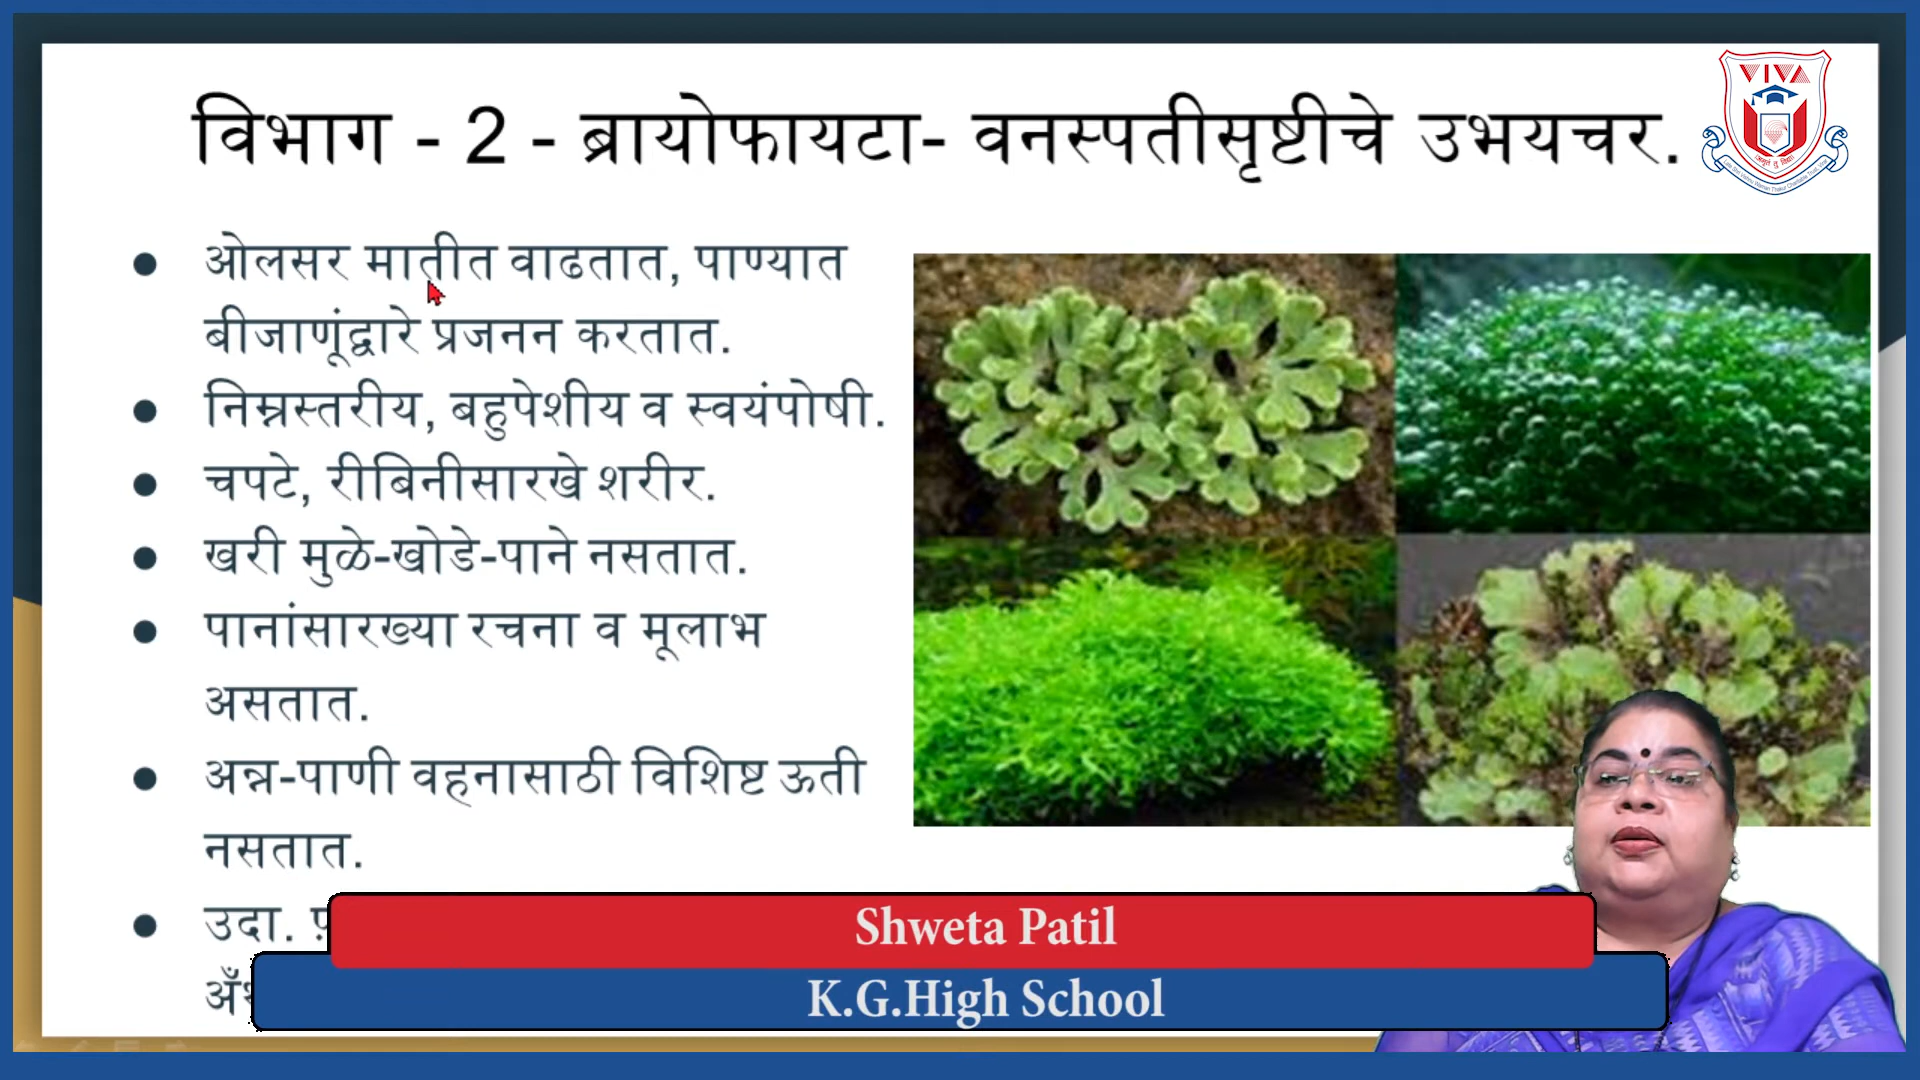 विभाग - 2 - ब्रायोफायटा- वनस्पतीसृष्टीचे उभयचर.
VIVA
ओलसर मातीत वाढतात, पाण्यात
बीजाणूंद्वारे प्रजनन करतात.
निम्नस्तरीय, बहुपेशीय व स्वयंपोषी.
चपटे, रीबिनीसारखे शरीर.
खरी मुळे-खोडे-पाने नसतात.
पानांसारख्या रचना व मूलाभ
असतात.
अन्न-पाणी वहनासाठी विशिष्ट ऊती
नसतात.
उदा.
Shweta Patil
K.G.High School